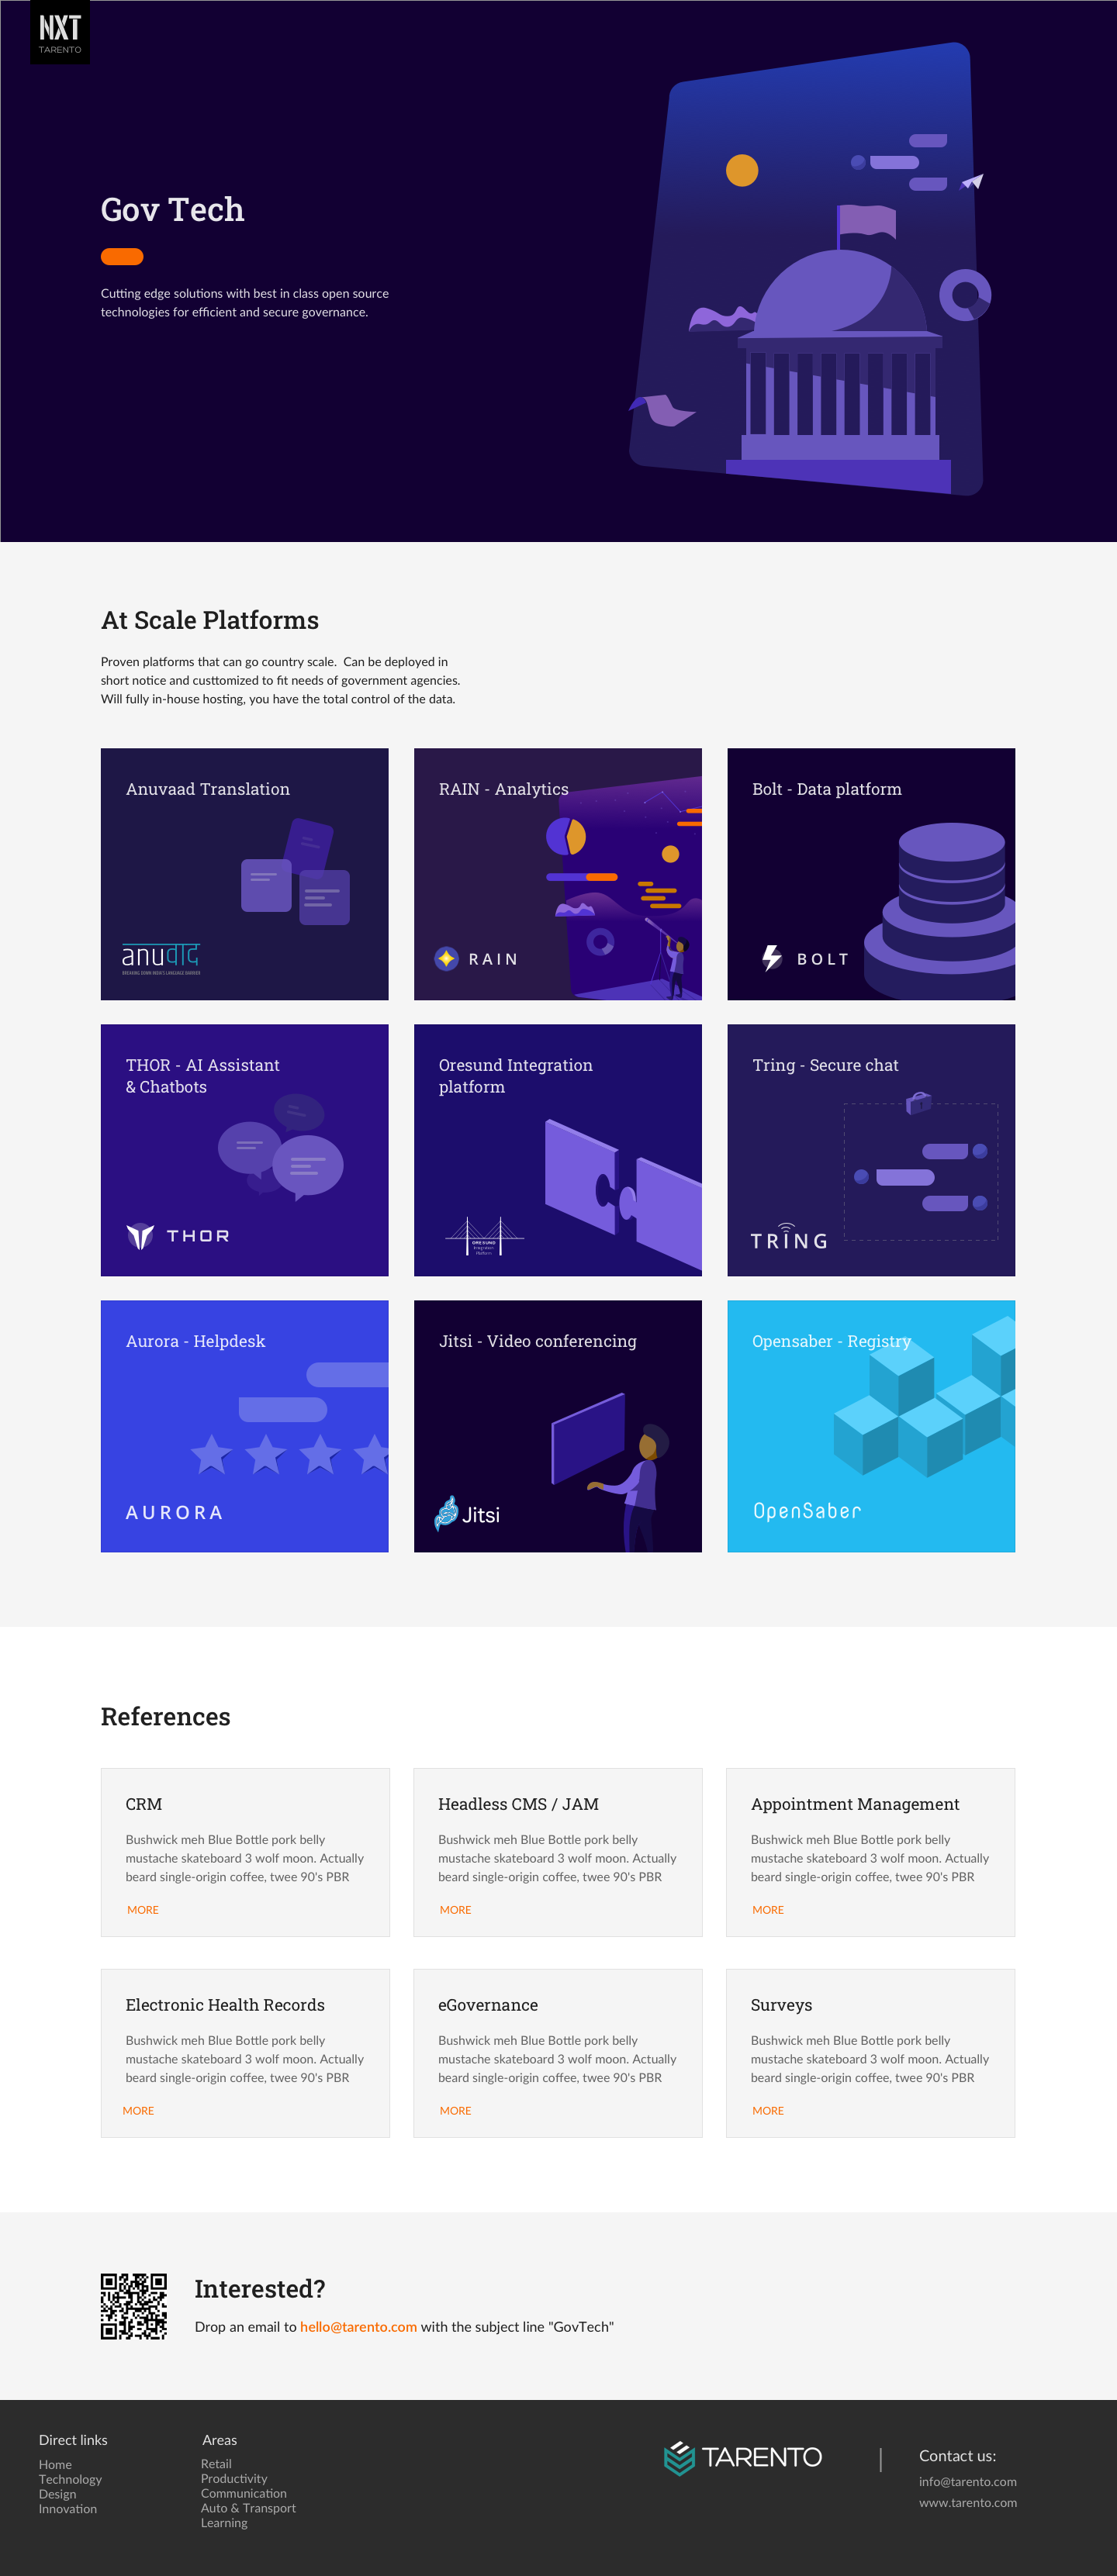 NXT
TARENTO
Gov Tech
Cutting edge solutions with best in class open source
technologies for efficient and secure governance.
At Scale Platforms
Proven platforms that can go country scale. Can be deployed in
short notice and custtomized to fit needs of government agencies.
Will fully in-house hosting, you have the total control of the data.
Anuvaad Translation
anuवाद
BREAKING DOWN INDIA'S LANGUAGE BARRIER
RAIN - Analytics
RAIN
Bolt - Data platform
BOLT
THOR - AI Assistant
& Chatbots
THOR
Oresund Integration
platform
ORESUND
Integration
Platform
Tring - Secure chat
TRING
Aurora - Helpdesk
AURORA
Jitsi - Video conferencing
Jitsi
Opensaber - Registry
OpenSaber
References
CRM
Bushwick meh Blue Bottle pork belly
mustache skateboard 3 wolf moon. Actually
beard single-origin coffee, twee 90's PBR
MORE
Headless CMS / JAM
Bushwick meh Blue Bottle pork belly
mustache skateboard 3 wolf moon. Actually
beard single-origin coffee, twee 90's PBR
MORE
Appointment Management
Bushwick meh Blue Bottle pork belly
mustache skateboard 3 wolf moon. Actually
beard single-origin coffee, twee 90's PBR
MORE
Electronic Health Records
Bushwick meh Blue Bottle pork belly
mustache skateboard 3 wolf moon. Actually
beard single-origin coffee, twee 90's PBR
MORE
eGovernance
Bushwick meh Blue Bottle pork belly
mustache skateboard 3 wolf moon. Actually
beard single-origin coffee, twee 90's PBR
MORE
Surveys
Bushwick meh Blue Bottle pork belly
mustache skateboard 3 wolf moon. Actually
beard single-origin coffee, twee 90's PBR
MORE
Interested?
Drop an email to hello@tarento.com with the subject line "GovTech"
Direct links
Home
Technology
Design
Innovation
Areas
Retail
Productivity
Communication
Auto & Transport
Learning
TARENTO
Contact us:
info@tarento.com
www.tarento.com